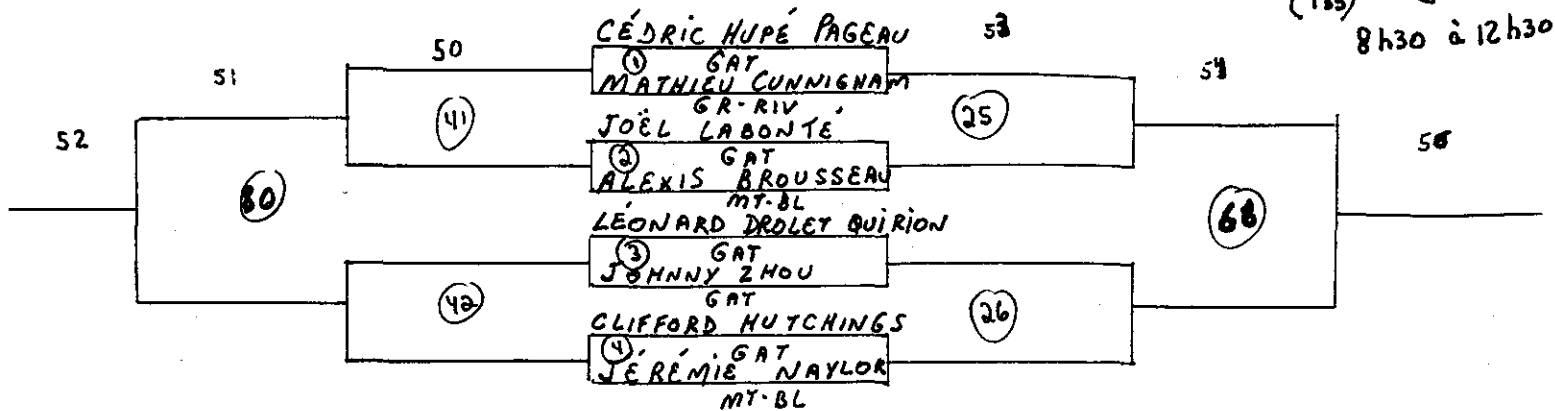 (135)
8h30 à 12h30
CÉDRIC HUPÉ PAGEAU
50
53
① GAT
51
MATHIEU CUNNIGHAM
54
GR-RIV
41
25
52
JOËL LABONTÉ
② GAT
ALEXIS BROUSSEAU
MT-BL
80
68
LÉONARD DROLET QUIRION
③ GAT
JOHNNY ZHOU
GAT
42
26
CLIFFORD HUTCHINGS
④ GAT
JÉRÉMIE NAYLOR
MT-BL